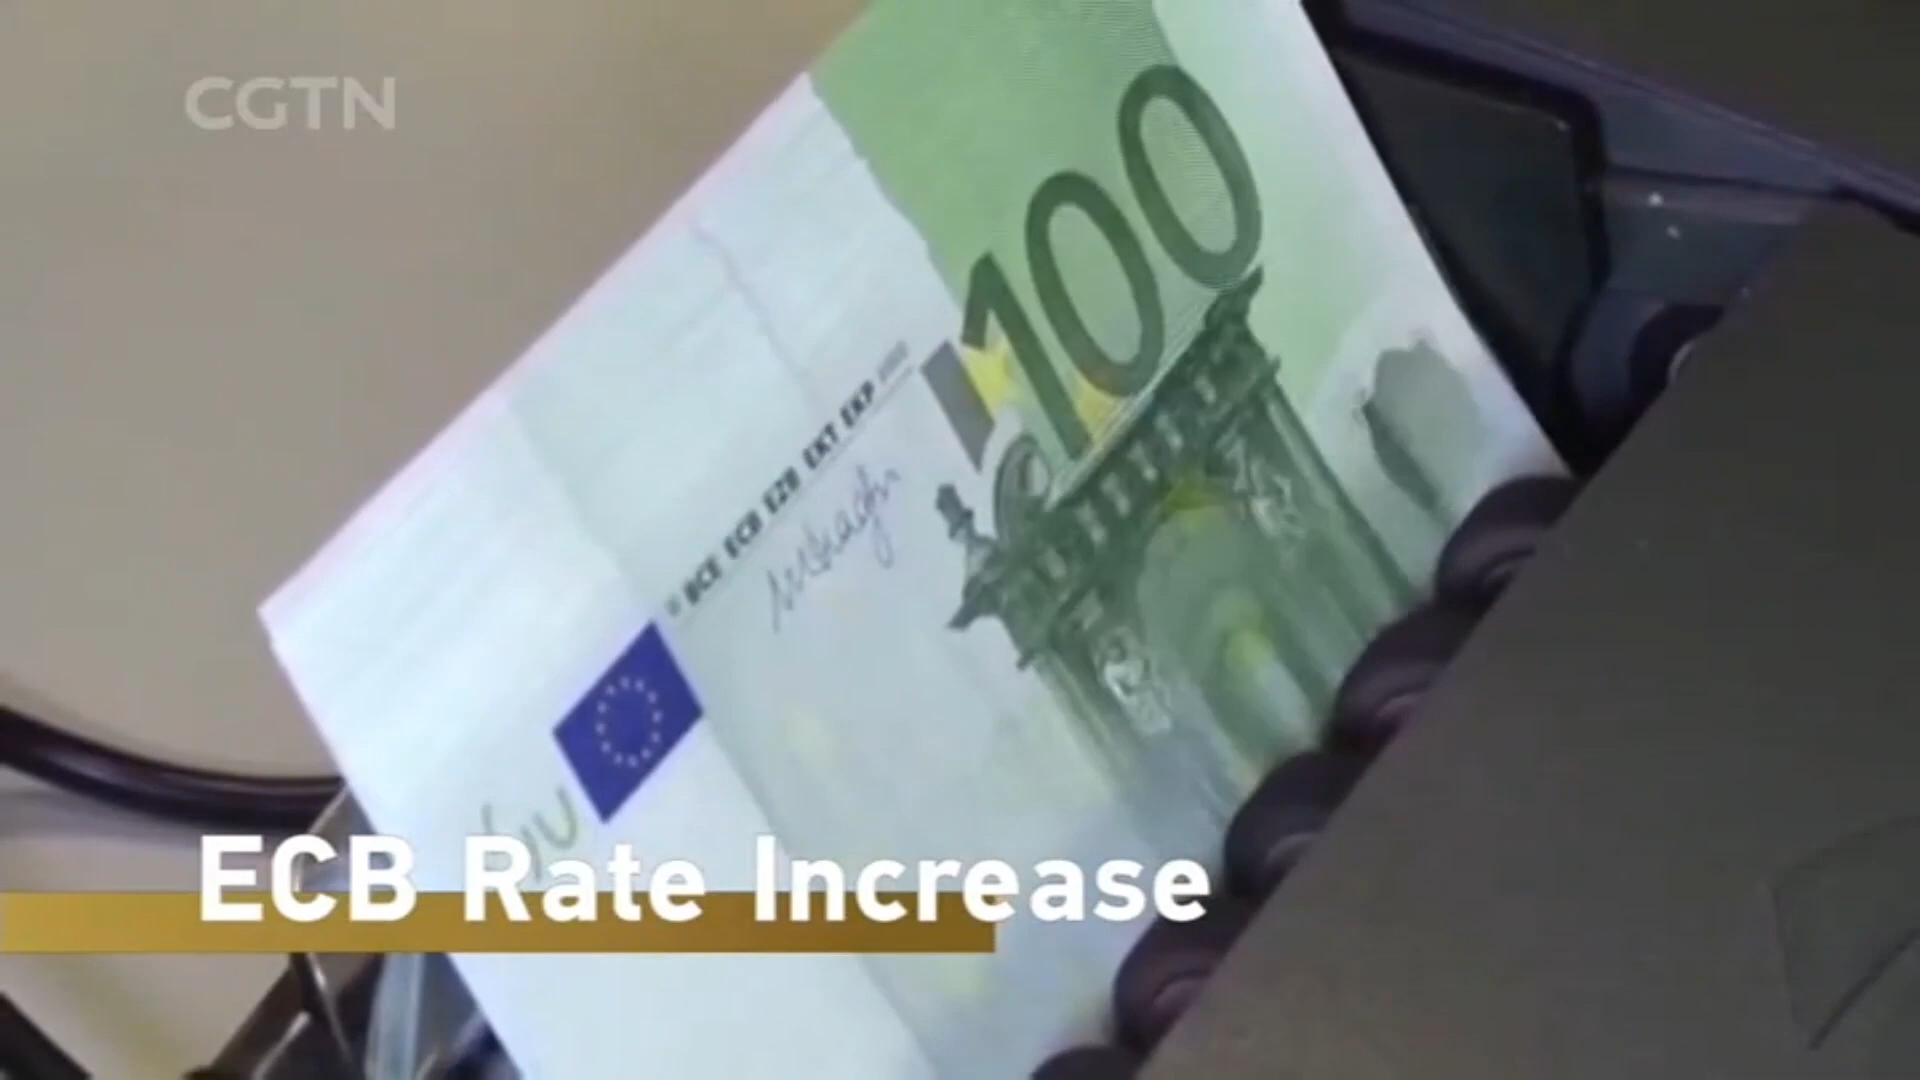 CGTN
100
BCE ECB EZB EKT EKP
ECB Rate Increase